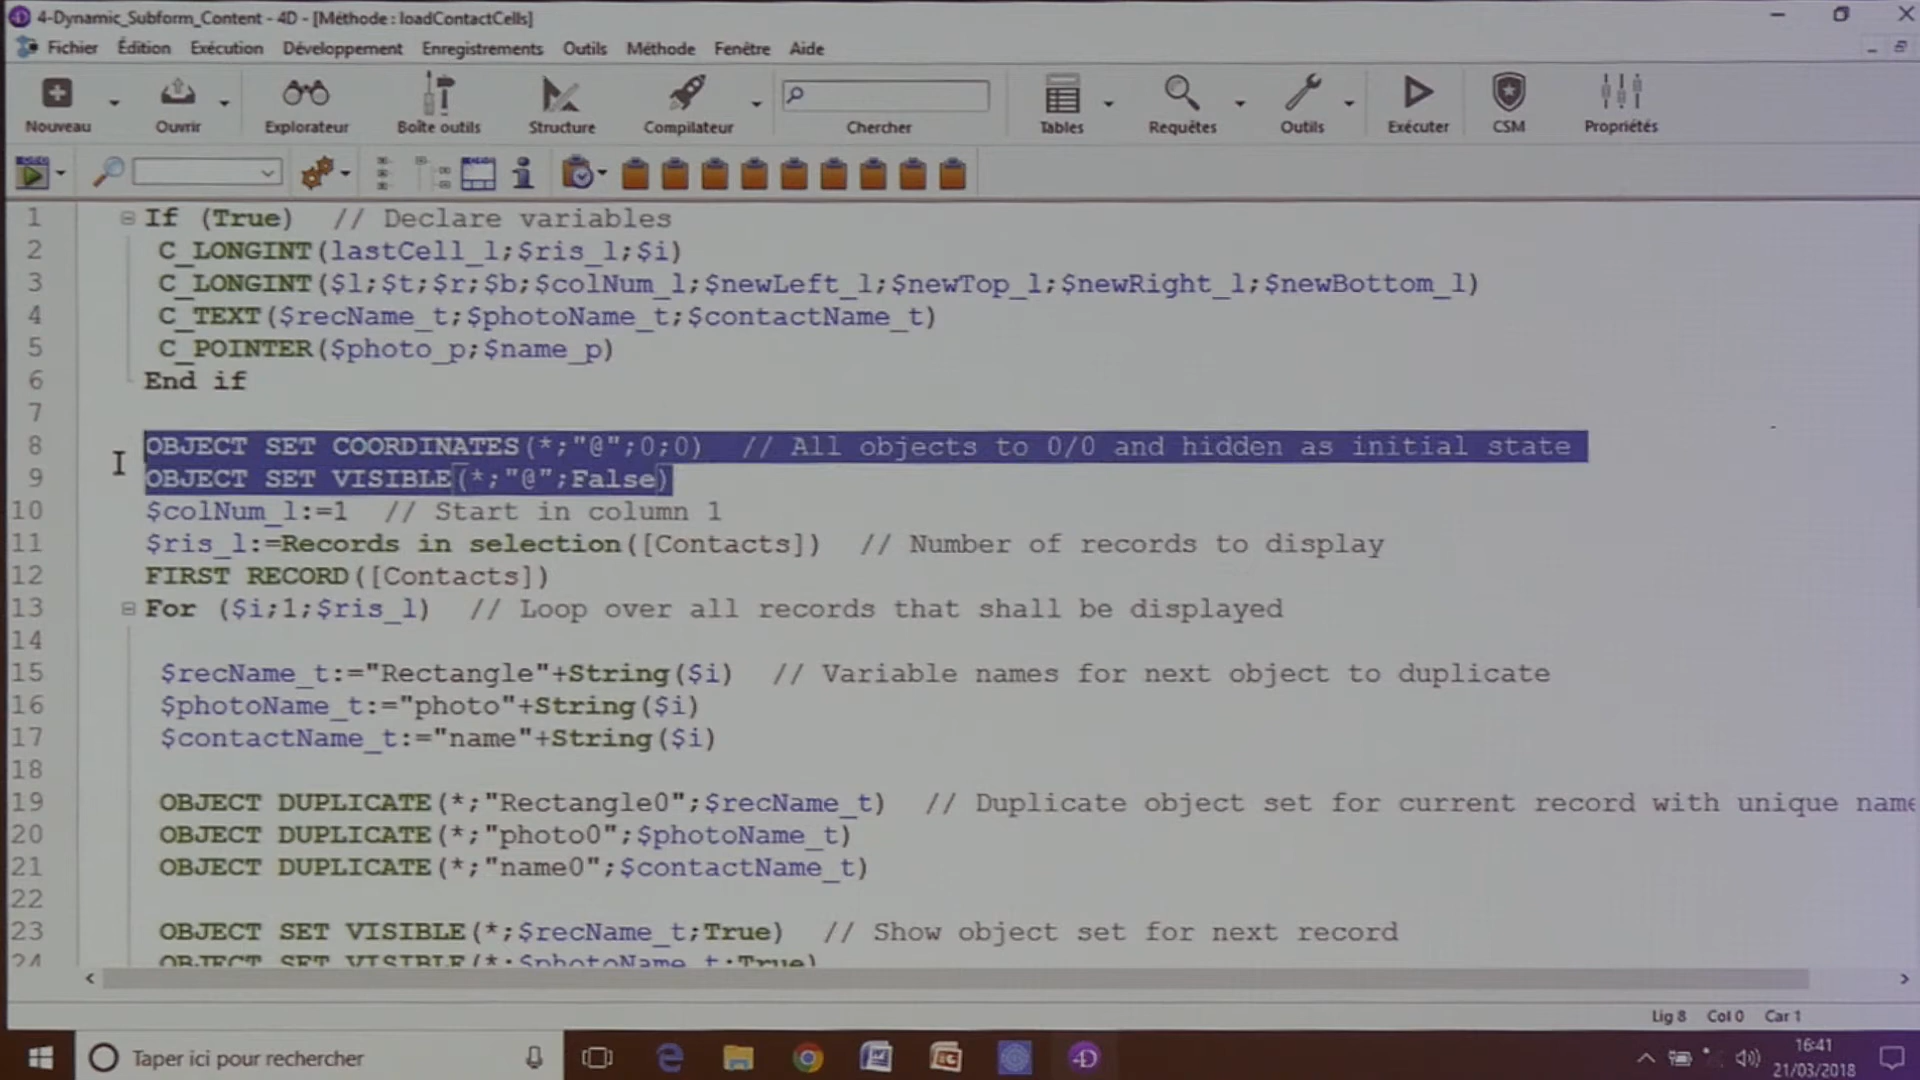 4-Dynamic_Subform_Content - 4D - [Méthode : loadContactCells]
Fichier Édition Exécution Développement Enregistrements Outils Méthode Fenêtre Aide
Nouveau Ouvrir Explorateur Boîte outils Structure Compilateur Chercher Tables Requêtes Outils Exécuter CSM Propriétés
1 If (True) // Declare variables
2 C_LONGINT(lastCell_l;$ris_l;$i)
3 C_LONGINT($l;$t;$r;$b;$colNum_l;$newLeft_l;$newTop_l;$newRight_l;$newBottom_l)
4 C_TEXT($recName_t;$photoName_t;$contactName_t)
5 C_POINTER($photo_p;$name_p)
6 End if
7
8 OBJECT SET COORDINATES(*;"@";0;0) // All objects to 0/0 and hidden as initial state
9 OBJECT SET VISIBLE(*;"@";False)
10 $colNum_l:=1 // Start in column 1
11 $ris_l:=Records in selection([Contacts]) // Number of records to display
12 FIRST RECORD([Contacts])
13 For ($i;1;$ris_l) // Loop over all records that shall be displayed
14
15 $recName_t:="Rectangle"+String($i) // Variable names for next object to duplicate
16 $photoName_t:="photo"+String($i)
17 $contactName_t:="name"+String($i)
18
19 OBJECT DUPLICATE(*;"Rectangle0";$recName_t) // Duplicate object set for current record with unique name
20 OBJECT DUPLICATE(*;"photo0";$photoName_t)
21 OBJECT DUPLICATE(*;"name0";$contactName_t)
22
23 OBJECT SET VISIBLE(*;$recName_t;True) // Show object set for next record
24 OBJECT SET VISIBLE(*;$photoName_t;True)
Lig 8 Col 0 Car 1
Taper ici pour rechercher
16:41
21/03/2018